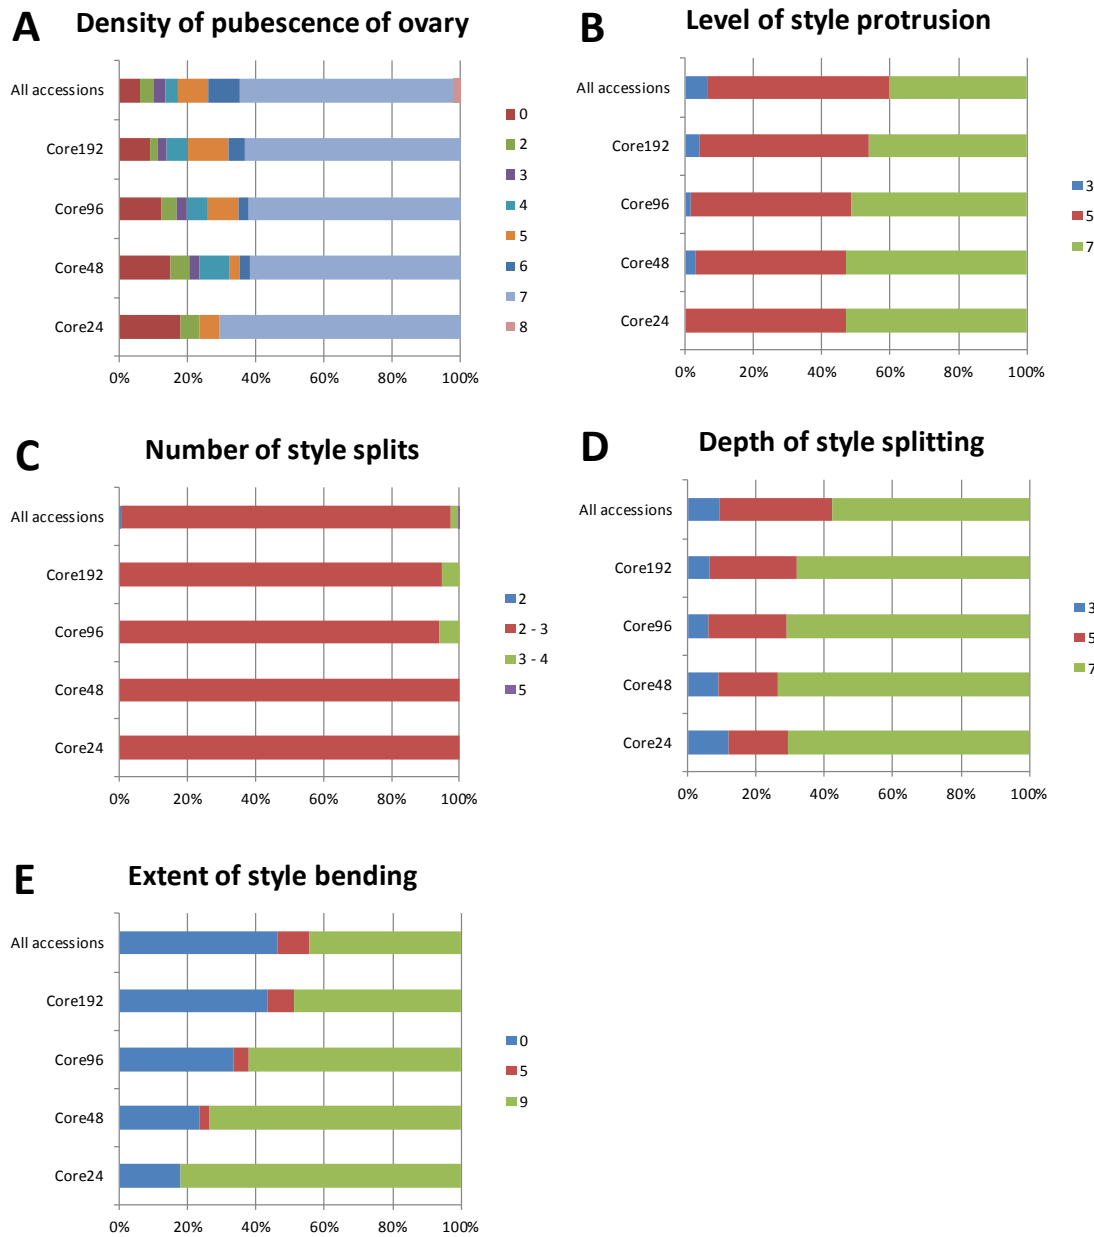 A
Density of pubescence of ovary
All accessions
Core192
Core96
Core48
Core24
0% 20% 40% 60% 80% 100%
0
2
3
4
5
6
7
8
B
Level of style protrusion
All accessions
Core192
Core96
Core48
Core24
0% 20% 40% 60% 80% 100%
3
5
7
C
Number of style splits
All accessions
Core192
Core96
Core48
Core24
0% 20% 40% 60% 80% 100%
2
2 - 3
3 - 4
5
D
Depth of style splitting
All accessions
Core192
Core96
Core48
Core24
0% 20% 40% 60% 80% 100%
3
5
7
E
Extent of style bending
All accessions
Core192
Core96
Core48
Core24
0% 20% 40% 60% 80% 100%
0
5
9